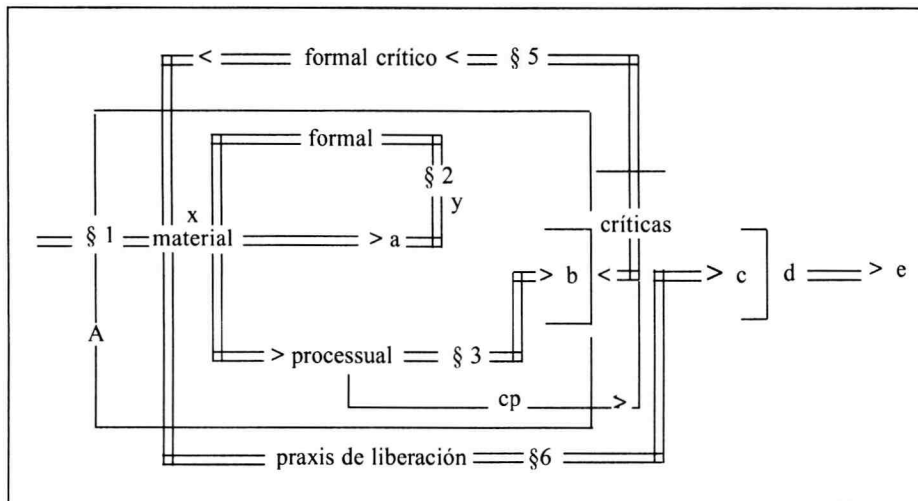 < formal crítico < § 5
formal
§ 2
x y
críticas
§ 1 material > a
> b < > c d > e
A
> processual § 3
cp >
praxis de liberación §6